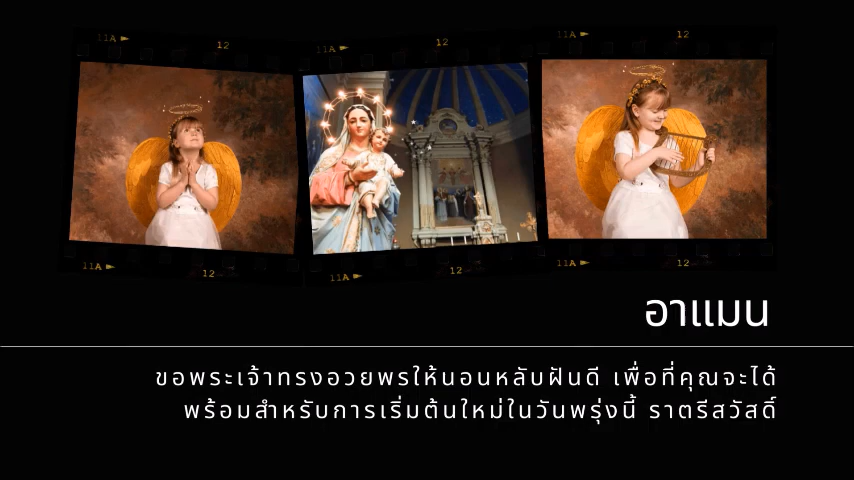 11A 12 11A 12 11A 12
11A 12 11A 12 11A 12
อาแมน
ขอพระเจ้าทรงอวยพรให้นอนหลับฝันดี เพื่อที่คุณจะได้
พร้อมสำหรับการเริ่มต้นใหม่ในวันพรุ่งนี้ ราตรีสวัสดิ์